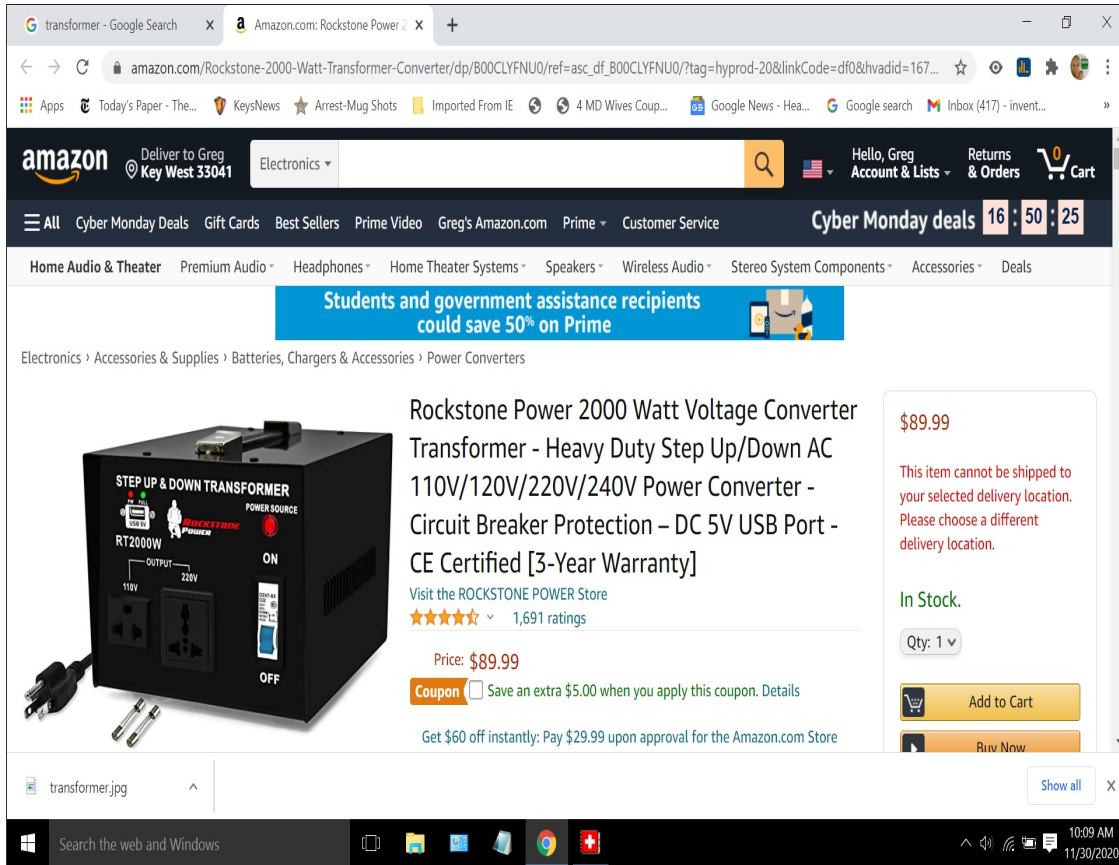 transformer - Google Search
Amazon.com: Rockstone Power 2
amazon.com/Rockstone-2000-Watt-Transformer-Converter/dp/B00CLYFNU0/ref=asc_df_B00CLYFNU0/?tag=hyprod-20&linkCode=df0&hvadid=167...
Apps Today's Paper - The... KeysNews Arrest-Mug Shots Imported From IE 4 MD Wives Coup... Google News - Hea... Google search Inbox (417) - invent... »
amazon
Deliver to Greg
Key West 33041
Electronics
Hello, Greg
Account & Lists
Returns
& Orders
0
Cart
All Cyber Monday Deals Gift Cards Best Sellers Prime Video Greg's Amazon.com Prime Customer Service
Cyber Monday deals 16 : 50 : 25
Home Audio & Theater Premium Audio Headphones Home Theater Systems Speakers Wireless Audio Stereo System Components Accessories Deals
Students and government assistance recipients
could save 50% on Prime
Electronics › Accessories & Supplies › Batteries, Chargers & Accessories › Power Converters
STEP UP & DOWN TRANSFORMER
PW FULL
USB 5V
ROCKSTONE
POWER
POWER SOURCE
RT2000W
OUTPUT
110V
220V
ON
OFF
Rockstone Power 2000 Watt Voltage Converter
Transformer - Heavy Duty Step Up/Down AC
110V/120V/220V/240V Power Converter -
Circuit Breaker Protection – DC 5V USB Port -
CE Certified [3-Year Warranty]
Visit the ROCKSTONE POWER Store
1,691 ratings
Price: $89.99
Coupon Save an extra $5.00 when you apply this coupon. Details
Get $60 off instantly: Pay $29.99 upon approval for the Amazon.com Store
$89.99
This item cannot be shipped to
your selected delivery location.
Please choose a different
delivery location.
In Stock.
Qty: 1
Add to Cart
Buy Now
transformer.jpg
Show all
Search the web and Windows
10:09 AM
11/30/2020